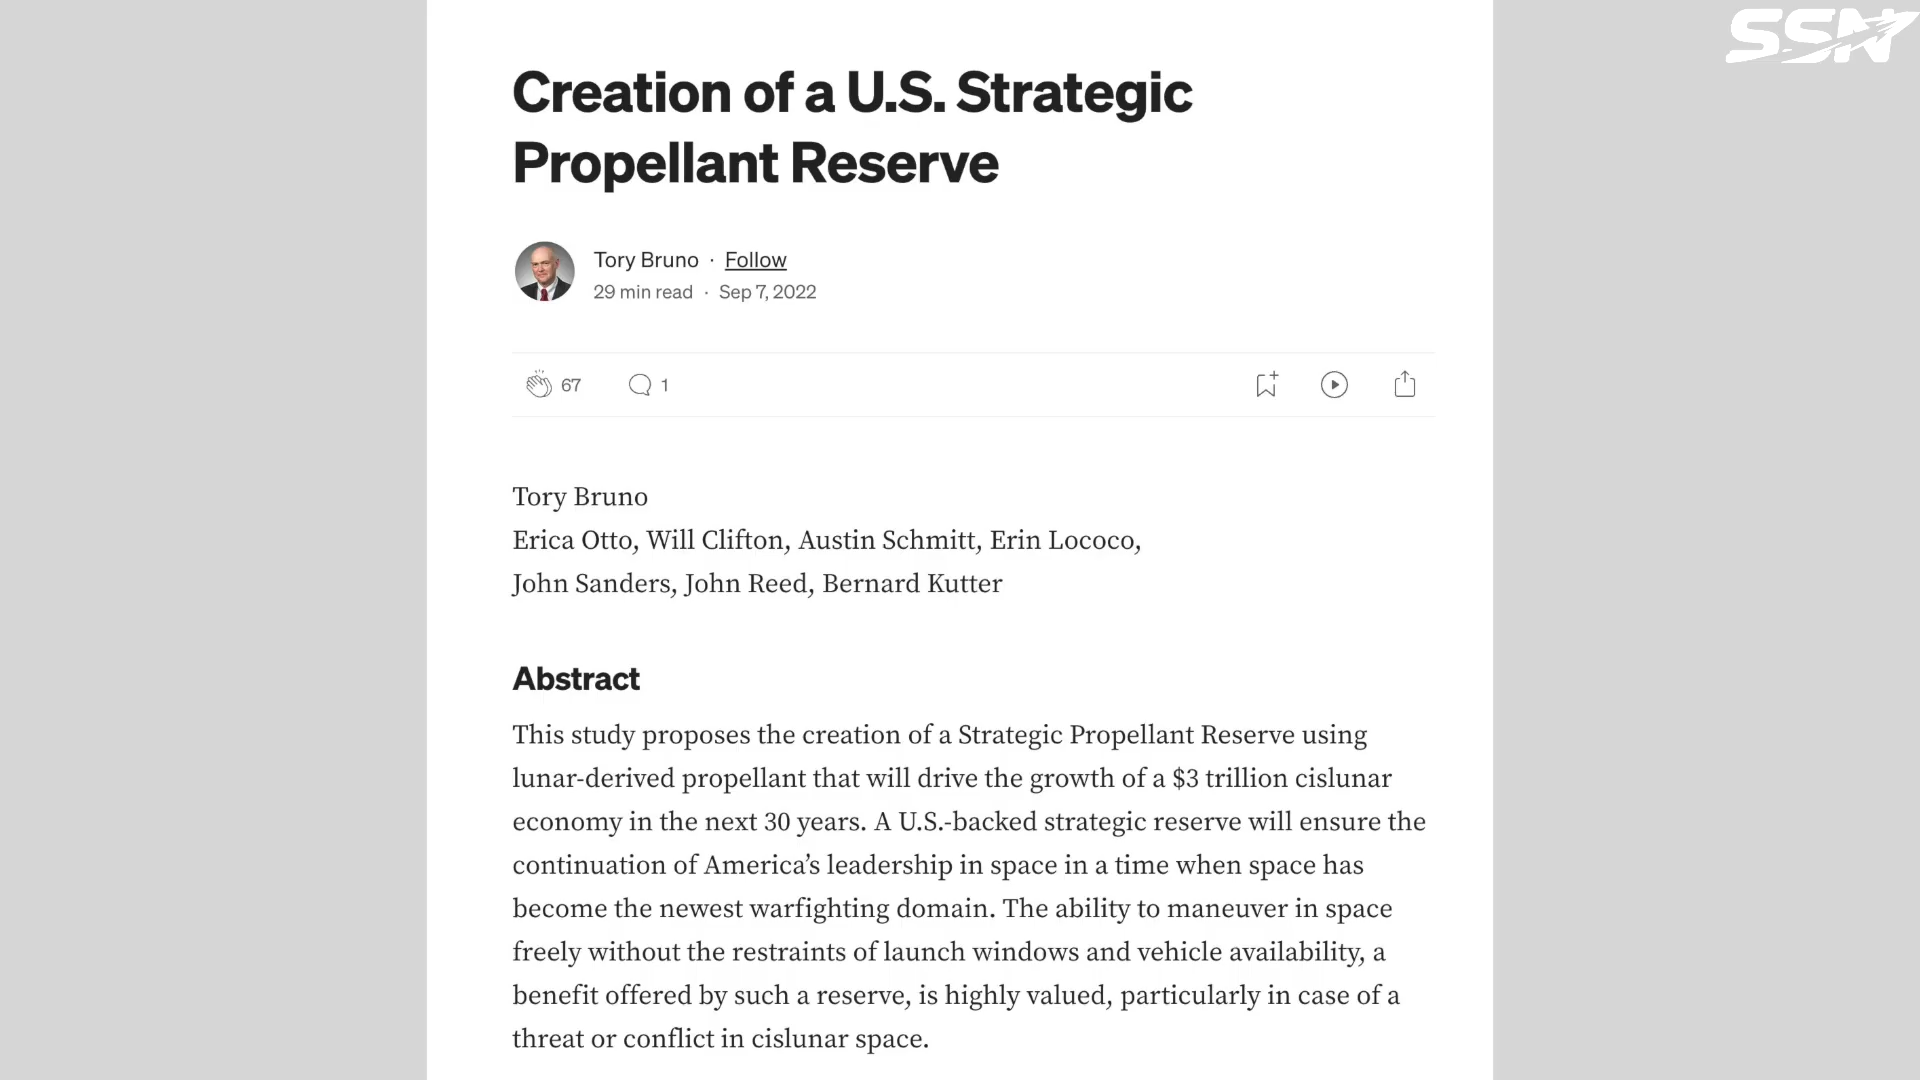 SSN
Creation of a U.S. Strategic
Propellant Reserve
Tory Bruno · Follow
29 min read · Sep 7, 2022
67 1
Tory Bruno
Erica Otto, Will Clifton, Austin Schmitt, Erin Lococo,
John Sanders, John Reed, Bernard Kutter
Abstract
This study proposes the creation of a Strategic Propellant Reserve using
lunar-derived propellant that will drive the growth of a $3 trillion cislunar
economy in the next 30 years. A U.S.-backed strategic reserve will ensure the
continuation of America’s leadership in space in a time when space has
become the newest warfighting domain. The ability to maneuver in space
freely without the restraints of launch windows and vehicle availability, a
benefit offered by such a reserve, is highly valued, particularly in case of a
threat or conflict in cislunar space.